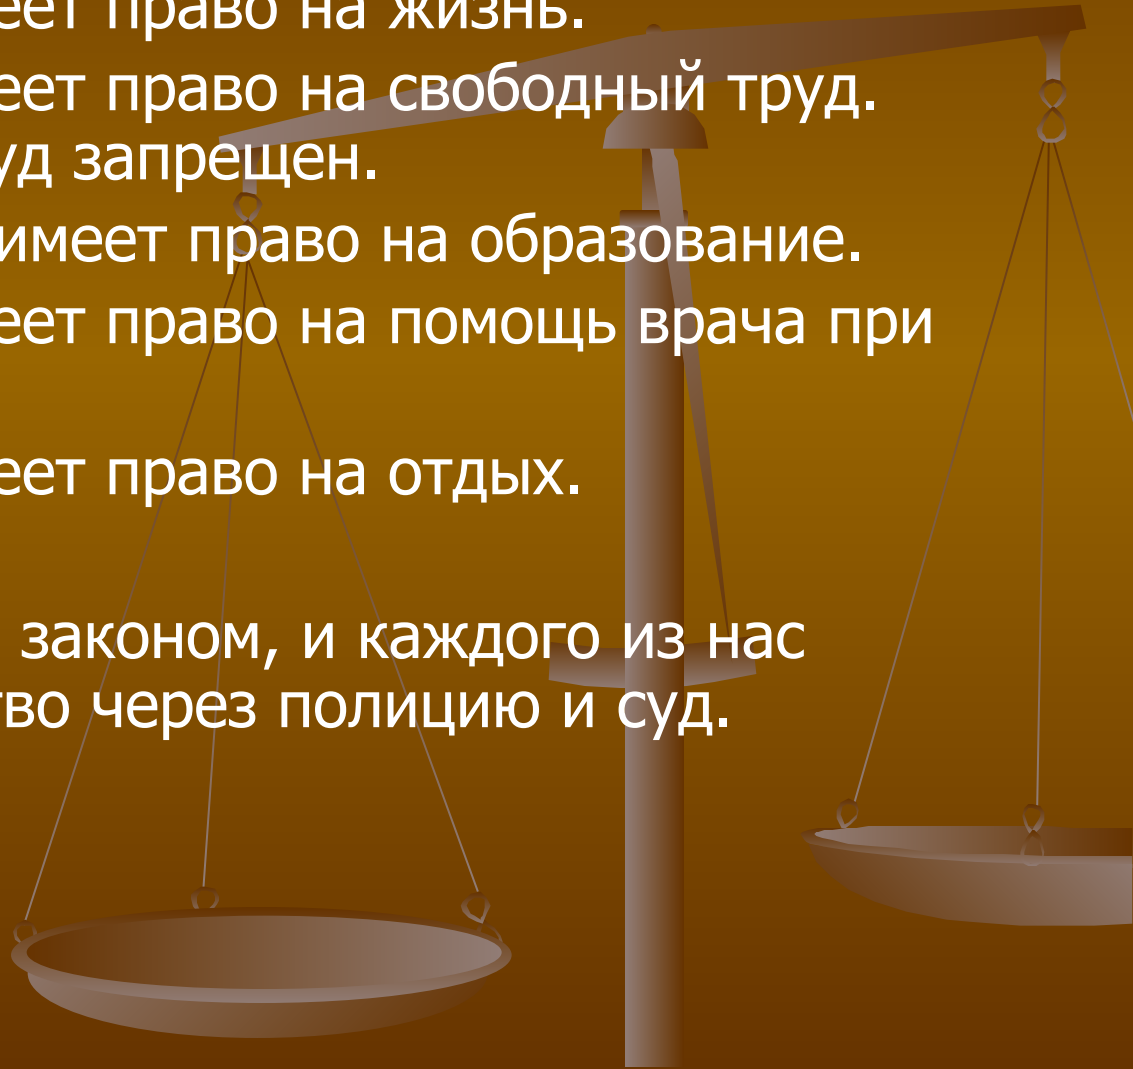 еет право на жизнь.
еет право на свободный труд.
уд запрещен.
имеет право на образование.
еет право на помощь врача при
еет право на отдых.
законом, и каждого из нас
тво через полицию и суд.